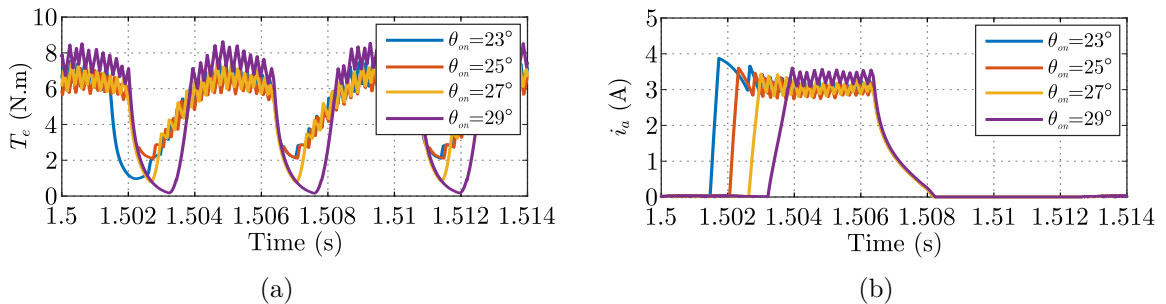 10
8
6
4
2
0
T_e (N.m)
θ_on=23°
θ_on=25°
θ_on=27°
θ_on=29°
1.5 1.502 1.504 1.506 1.508 1.51 1.512 1.514
Time (s)
(a)
5
4
3
2
1
0
i_a (A)
θ_on=23°
θ_on=25°
θ_on=27°
θ_on=29°
1.5 1.502 1.504 1.506 1.508 1.51 1.512 1.514
Time (s)
(b)